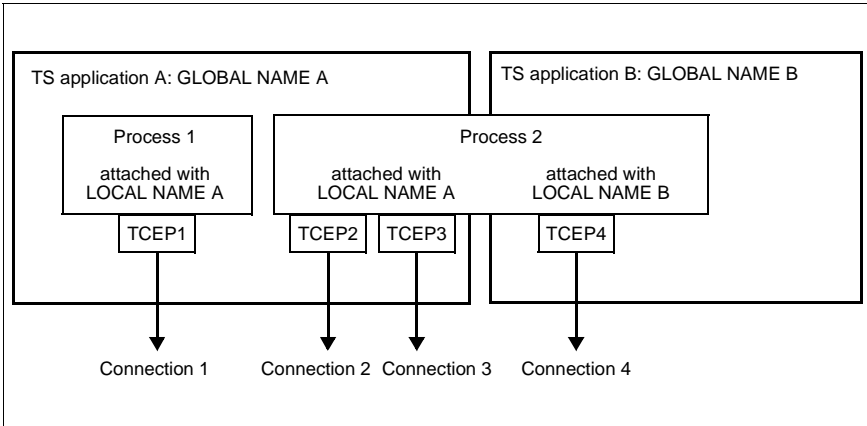 TS application A: GLOBAL NAME A
TS application B: GLOBAL NAME B
Process 1
attached with
LOCAL NAME A
Process 2
attached with
LOCAL NAME A
attached with
LOCAL NAME B
TCEP1
TCEP2
TCEP3
TCEP4
Connection 1
Connection 2
Connection 3
Connection 4